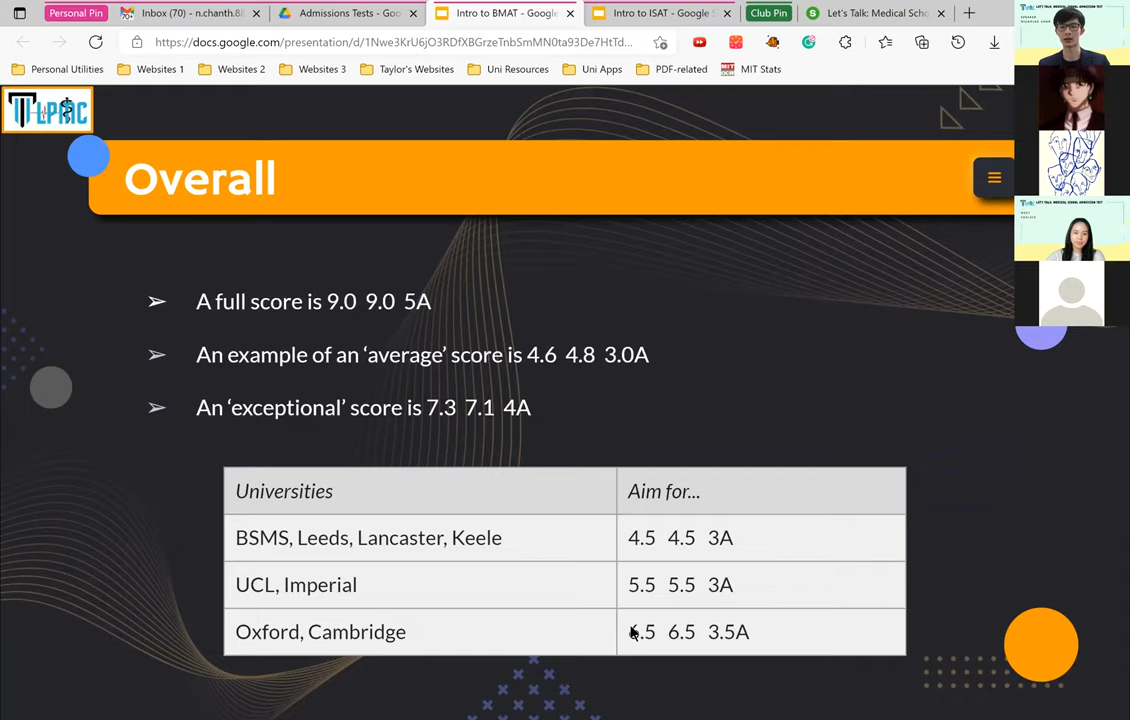 Personal Pin
Inbox (70) - n.chanth.88
Admissions Tests - Goo
Intro to BMAT - Google
Intro to ISAT - Google S
Club Pin
Let's Talk: Medical Scho
https://docs.google.com/presentation/d/1Nwe3KrU6jO3RDfXBGrzeTnbSmMN0ta93De7HtTd...
Personal Utilities
Websites 1
Websites 2
Websites 3
Taylor's Websites
Uni Resources
Uni Apps
PDF-related
MIT Stats
TLPMC
Overall
➢ A full score is 9.0 9.0 5A
➢ An example of an ‘average’ score is 4.6 4.8 3.0A
➢ An ‘exceptional’ score is 7.3 7.1 4A
Universities Aim for...
BSMS, Leeds, Lancaster, Keele 4.5 4.5 3A
UCL, Imperial 5.5 5.5 3A
Oxford, Cambridge .5 6.5 3.5A